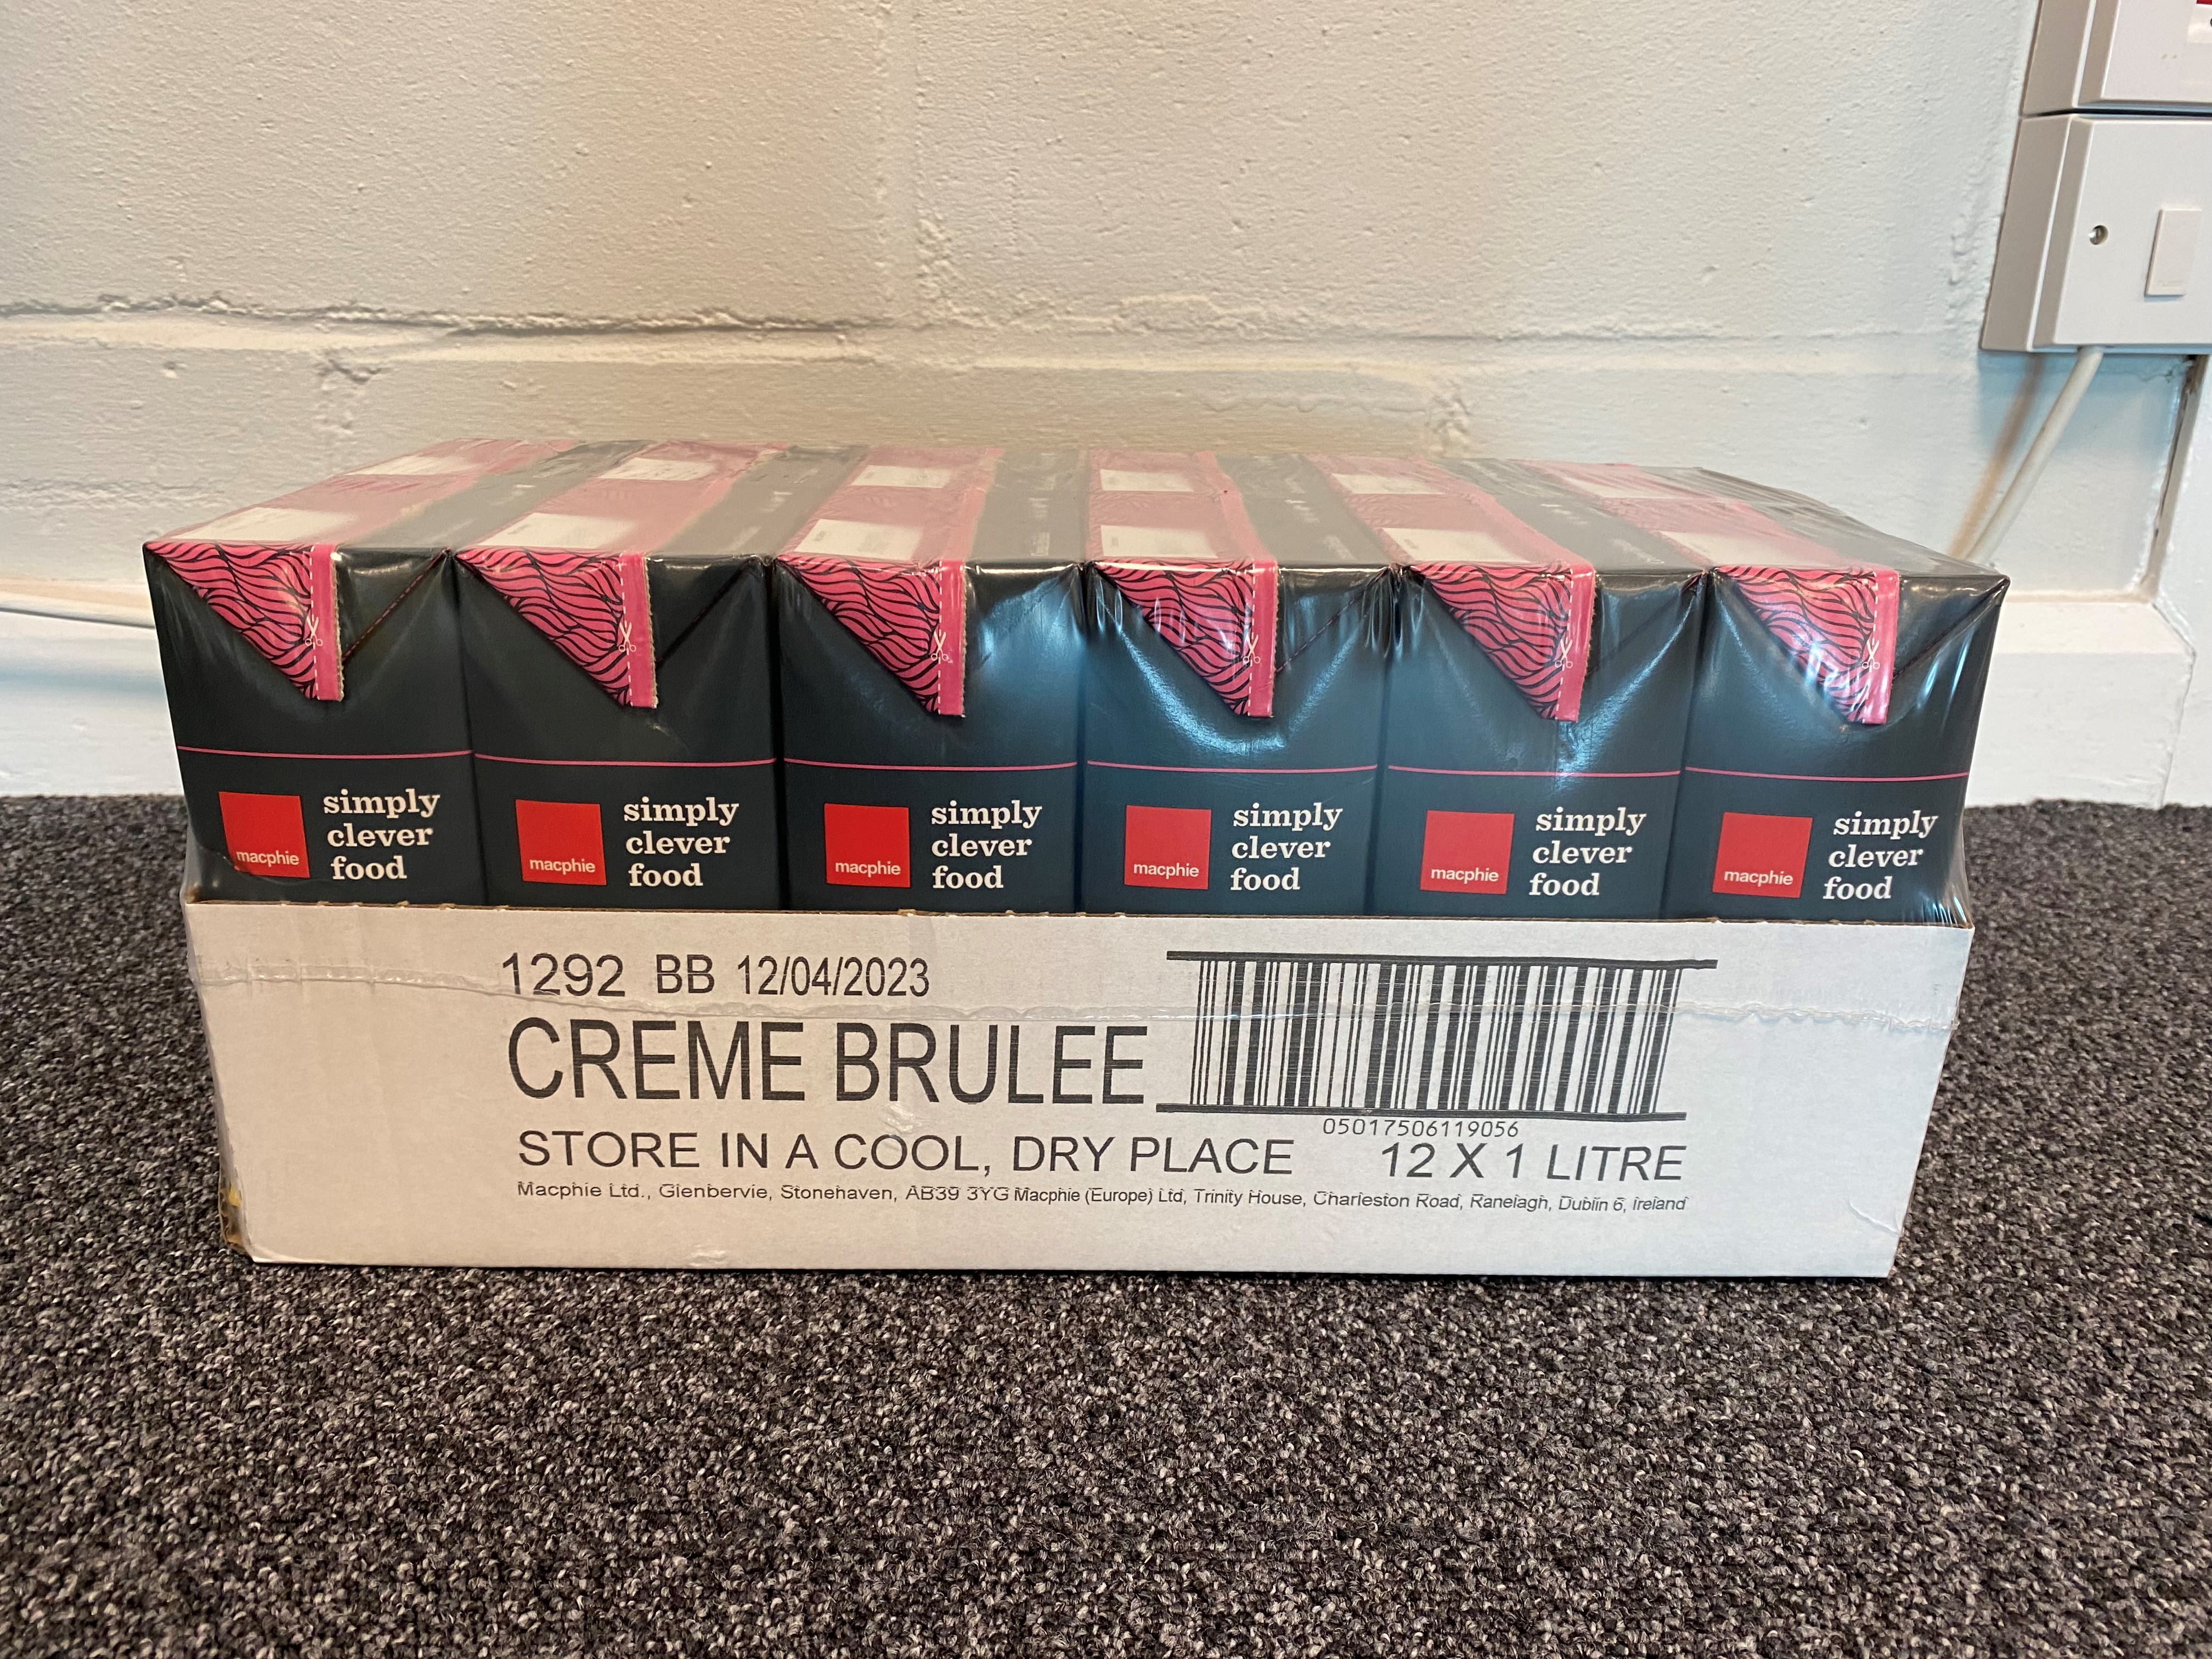 macphie
simply
clever
food
macphie
simply
clever
food
macphie
simply
clever
food
macphie
simply
clever
food
macphie
simply
clever
food
macphie
simply
clever
food
1292 BB 12/04/2023
CREME BRULEE
05017506119056
STORE IN A COOL, DRY PLACE 12 X 1 LITRE
Macphie Ltd., Glenbervie, Stonehaven, AB39 3YG Macphie (Europe) Ltd, Trinity House, Charleston Road, Ranelagh, Dublin 6, Ireland